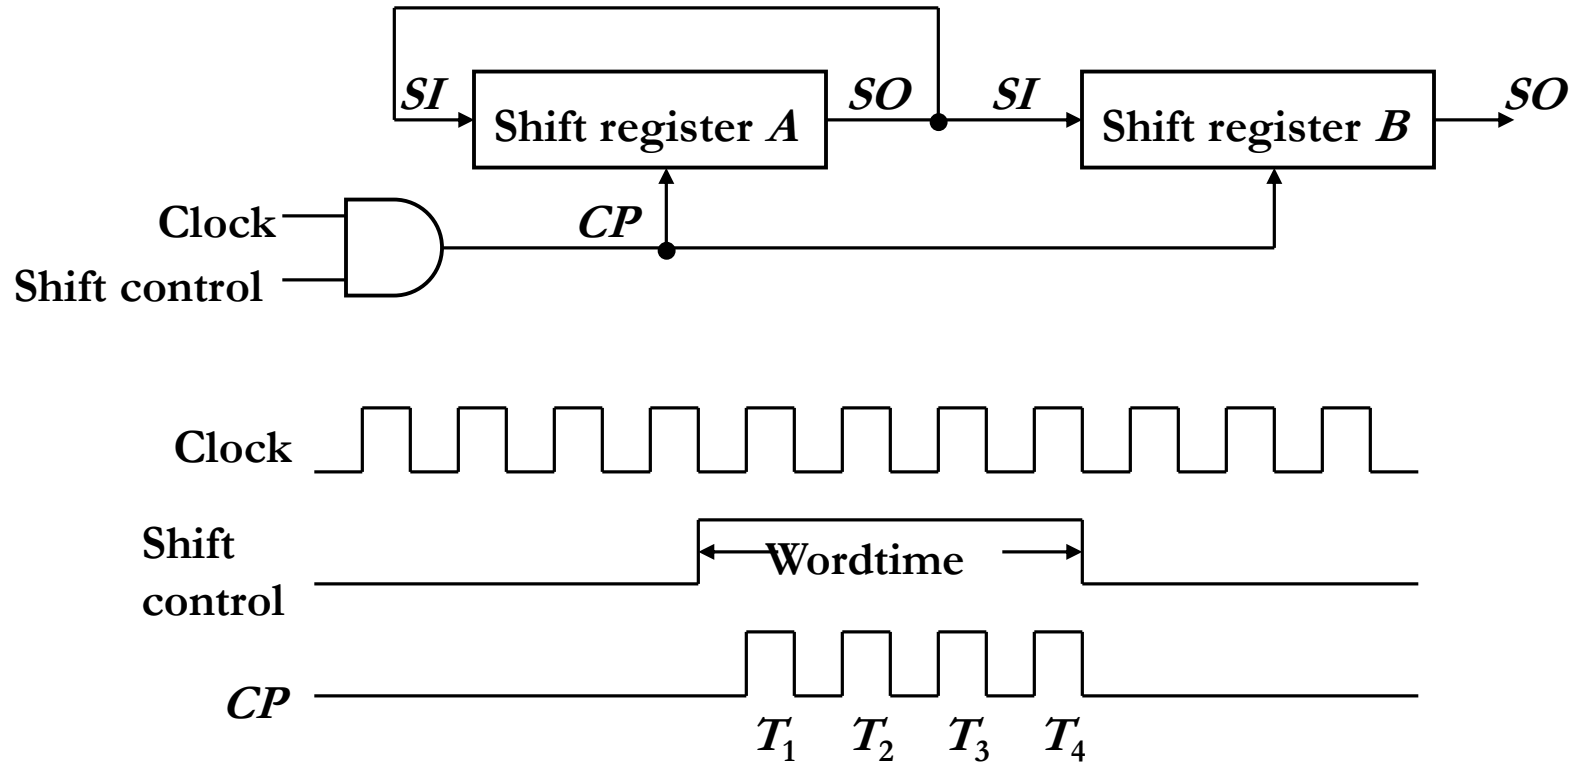 SI
SO
SI
SO
Shift register A
Shift register B
Clock
CP
Shift control
Clock
Shift
control
Wordtime
CP
T1 T2 T3 T4